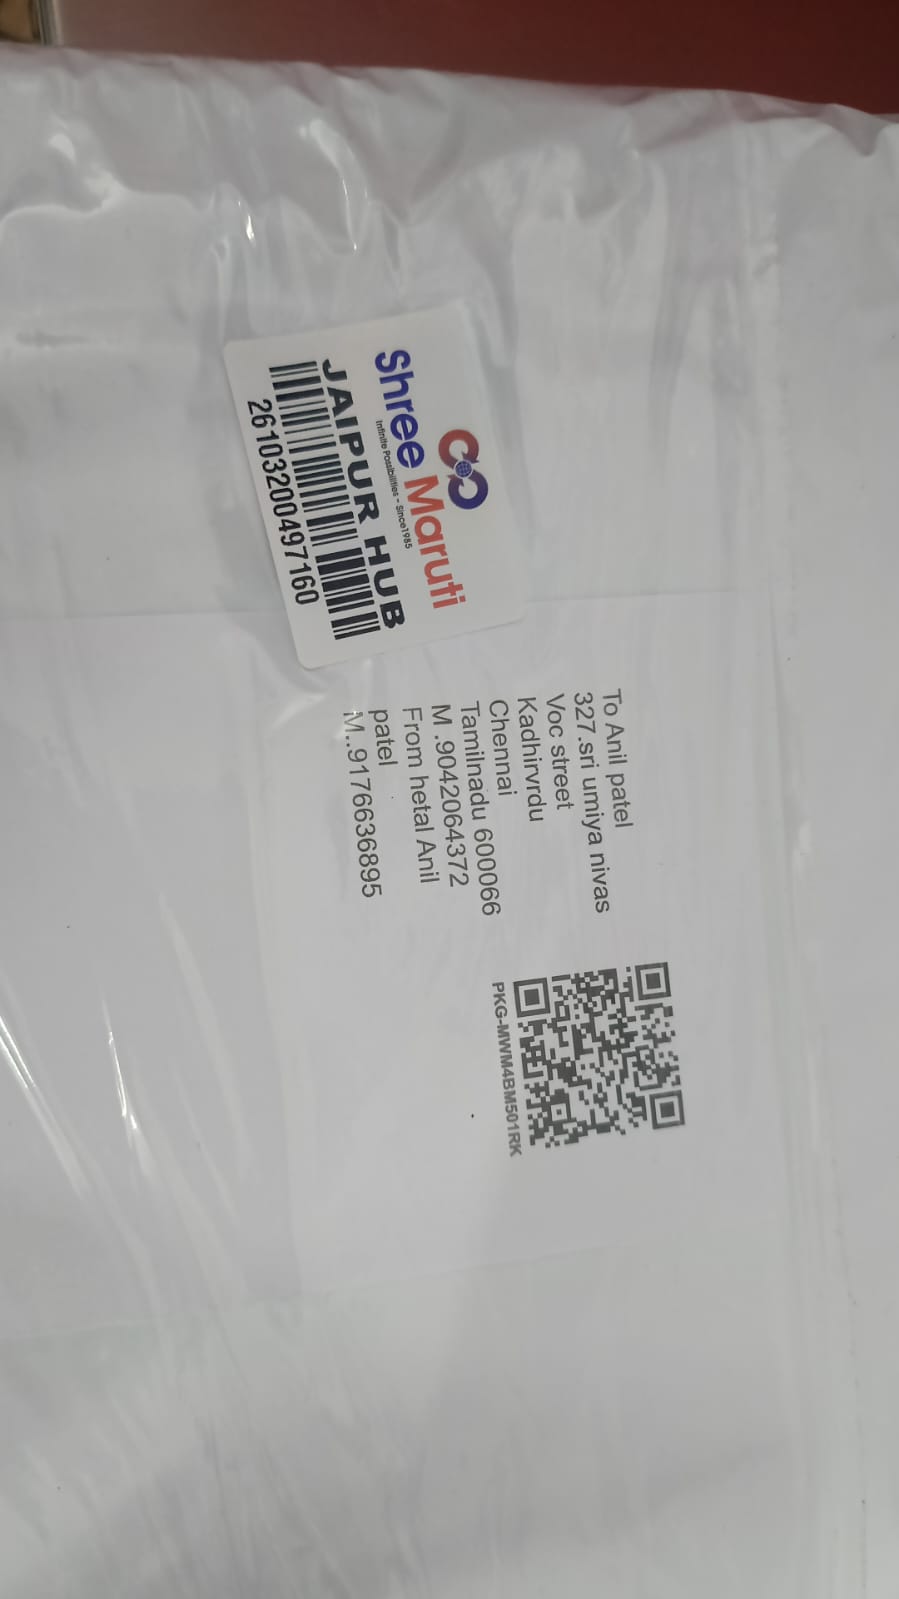 Shree Maruti
Infinite Possibilities - Since1985
JAIPUR HUB
26103200497160
To Anil patel
327.sri umiya nivas
Voc street
Kadhirvrdu
Chennai
Tamilnadu 600066
M .9042064372
From hetal Anil
patel
M..9176636895
PKG-MWM4BM501RK